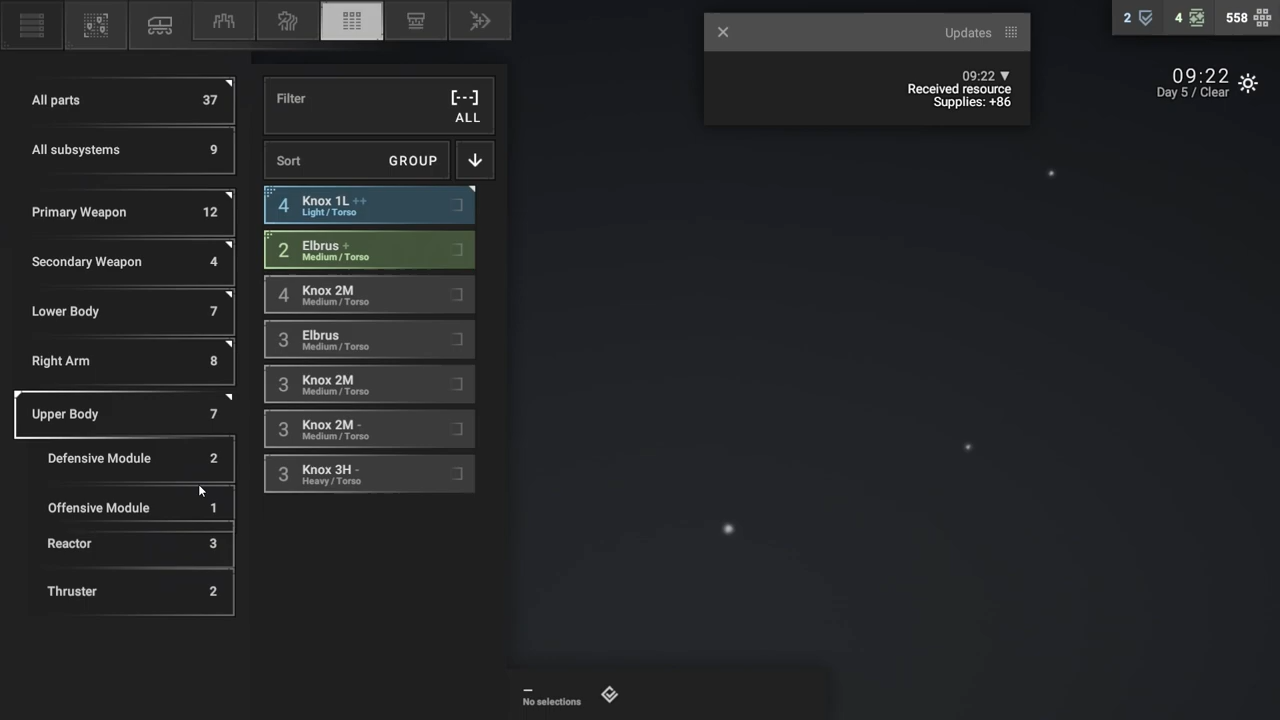 2
4
558
Updates
09:22 ▼
Received resource
Supplies: +86
09:22
Day 5 / Clear
All parts 37
All subsystems 9
Primary Weapon 12
Secondary Weapon 4
Lower Body 7
Right Arm 8
Upper Body 7
Defensive Module 2
Offensive Module 1
Reactor 3
Thruster 2
Filter
ALL
Sort GROUP
4 Knox 1L ++
Light / Torso
2 Elbrus +
Medium / Torso
4 Knox 2M
Medium / Torso
3 Elbrus
Medium / Torso
3 Knox 2M
Medium / Torso
3 Knox 2M -
Medium / Torso
3 Knox 3H -
Heavy / Torso
–
No selections